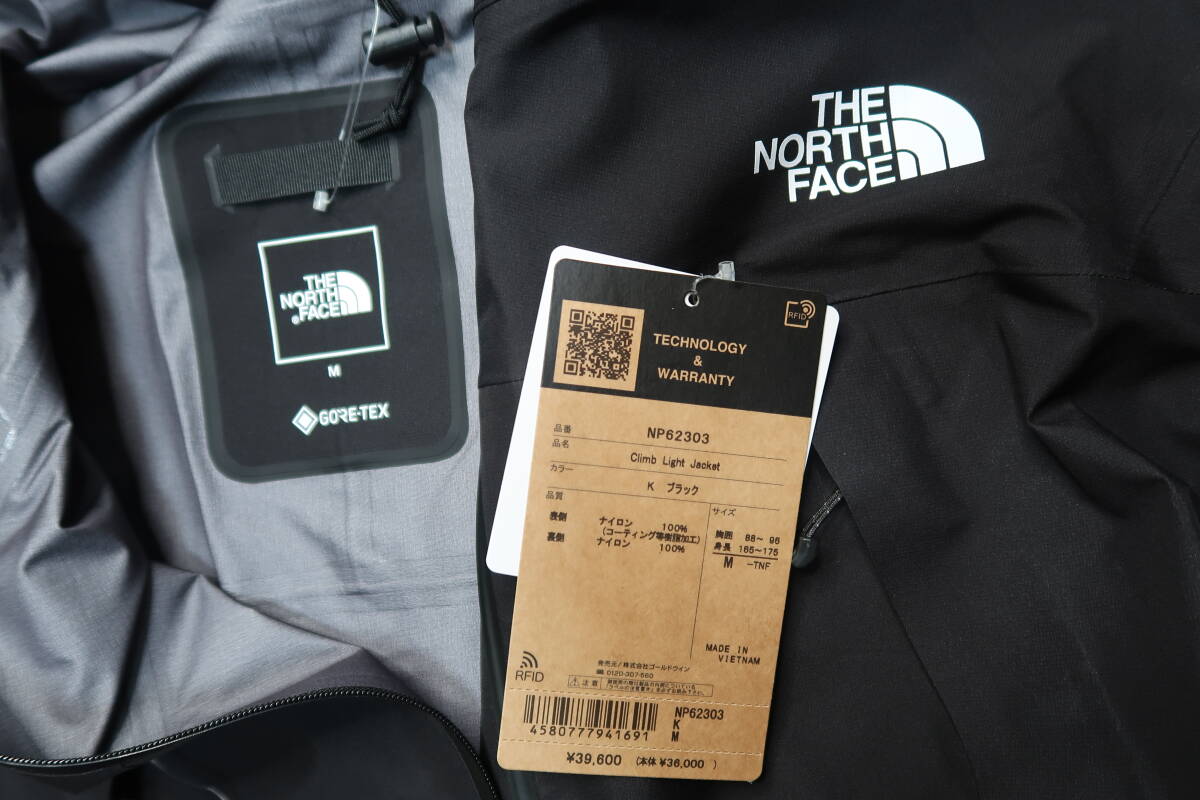 THE
NORTH
FACE
M
GORE-TEX
THE
NORTH
FACE
RFID
TECHNOLOGY
&
WARRANTY
品番 NP62303
品名 Climb Light Jacket
カラー K ブラック
品質
表側 ナイロン 100%
(コーティング等樹脂加工)
裏側 ナイロン 100%
サイズ
胸囲 88~ 96
身長 165~175
M -TNF
MADE IN
VIETNAM
RFID
発売元/株式会社ゴールドウイン
0120-307-560
注意
4580777941691
NP62303
K
M
¥39,600 (本体 ¥36,000 )